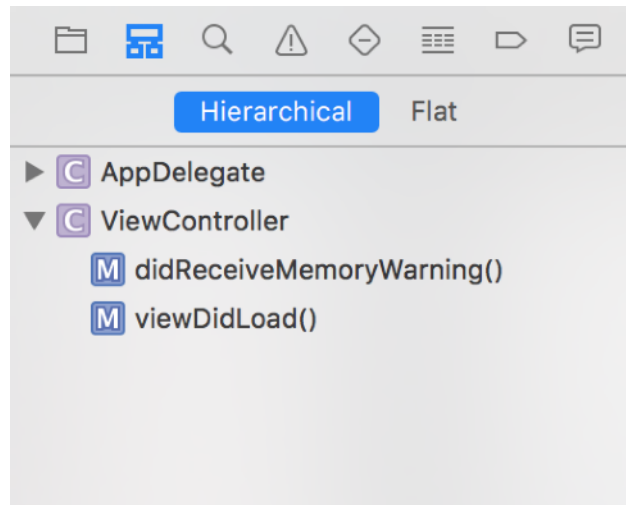 Hierarchical Flat
C AppDelegate
C ViewController
M didReceiveMemoryWarning()
M viewDidLoad()